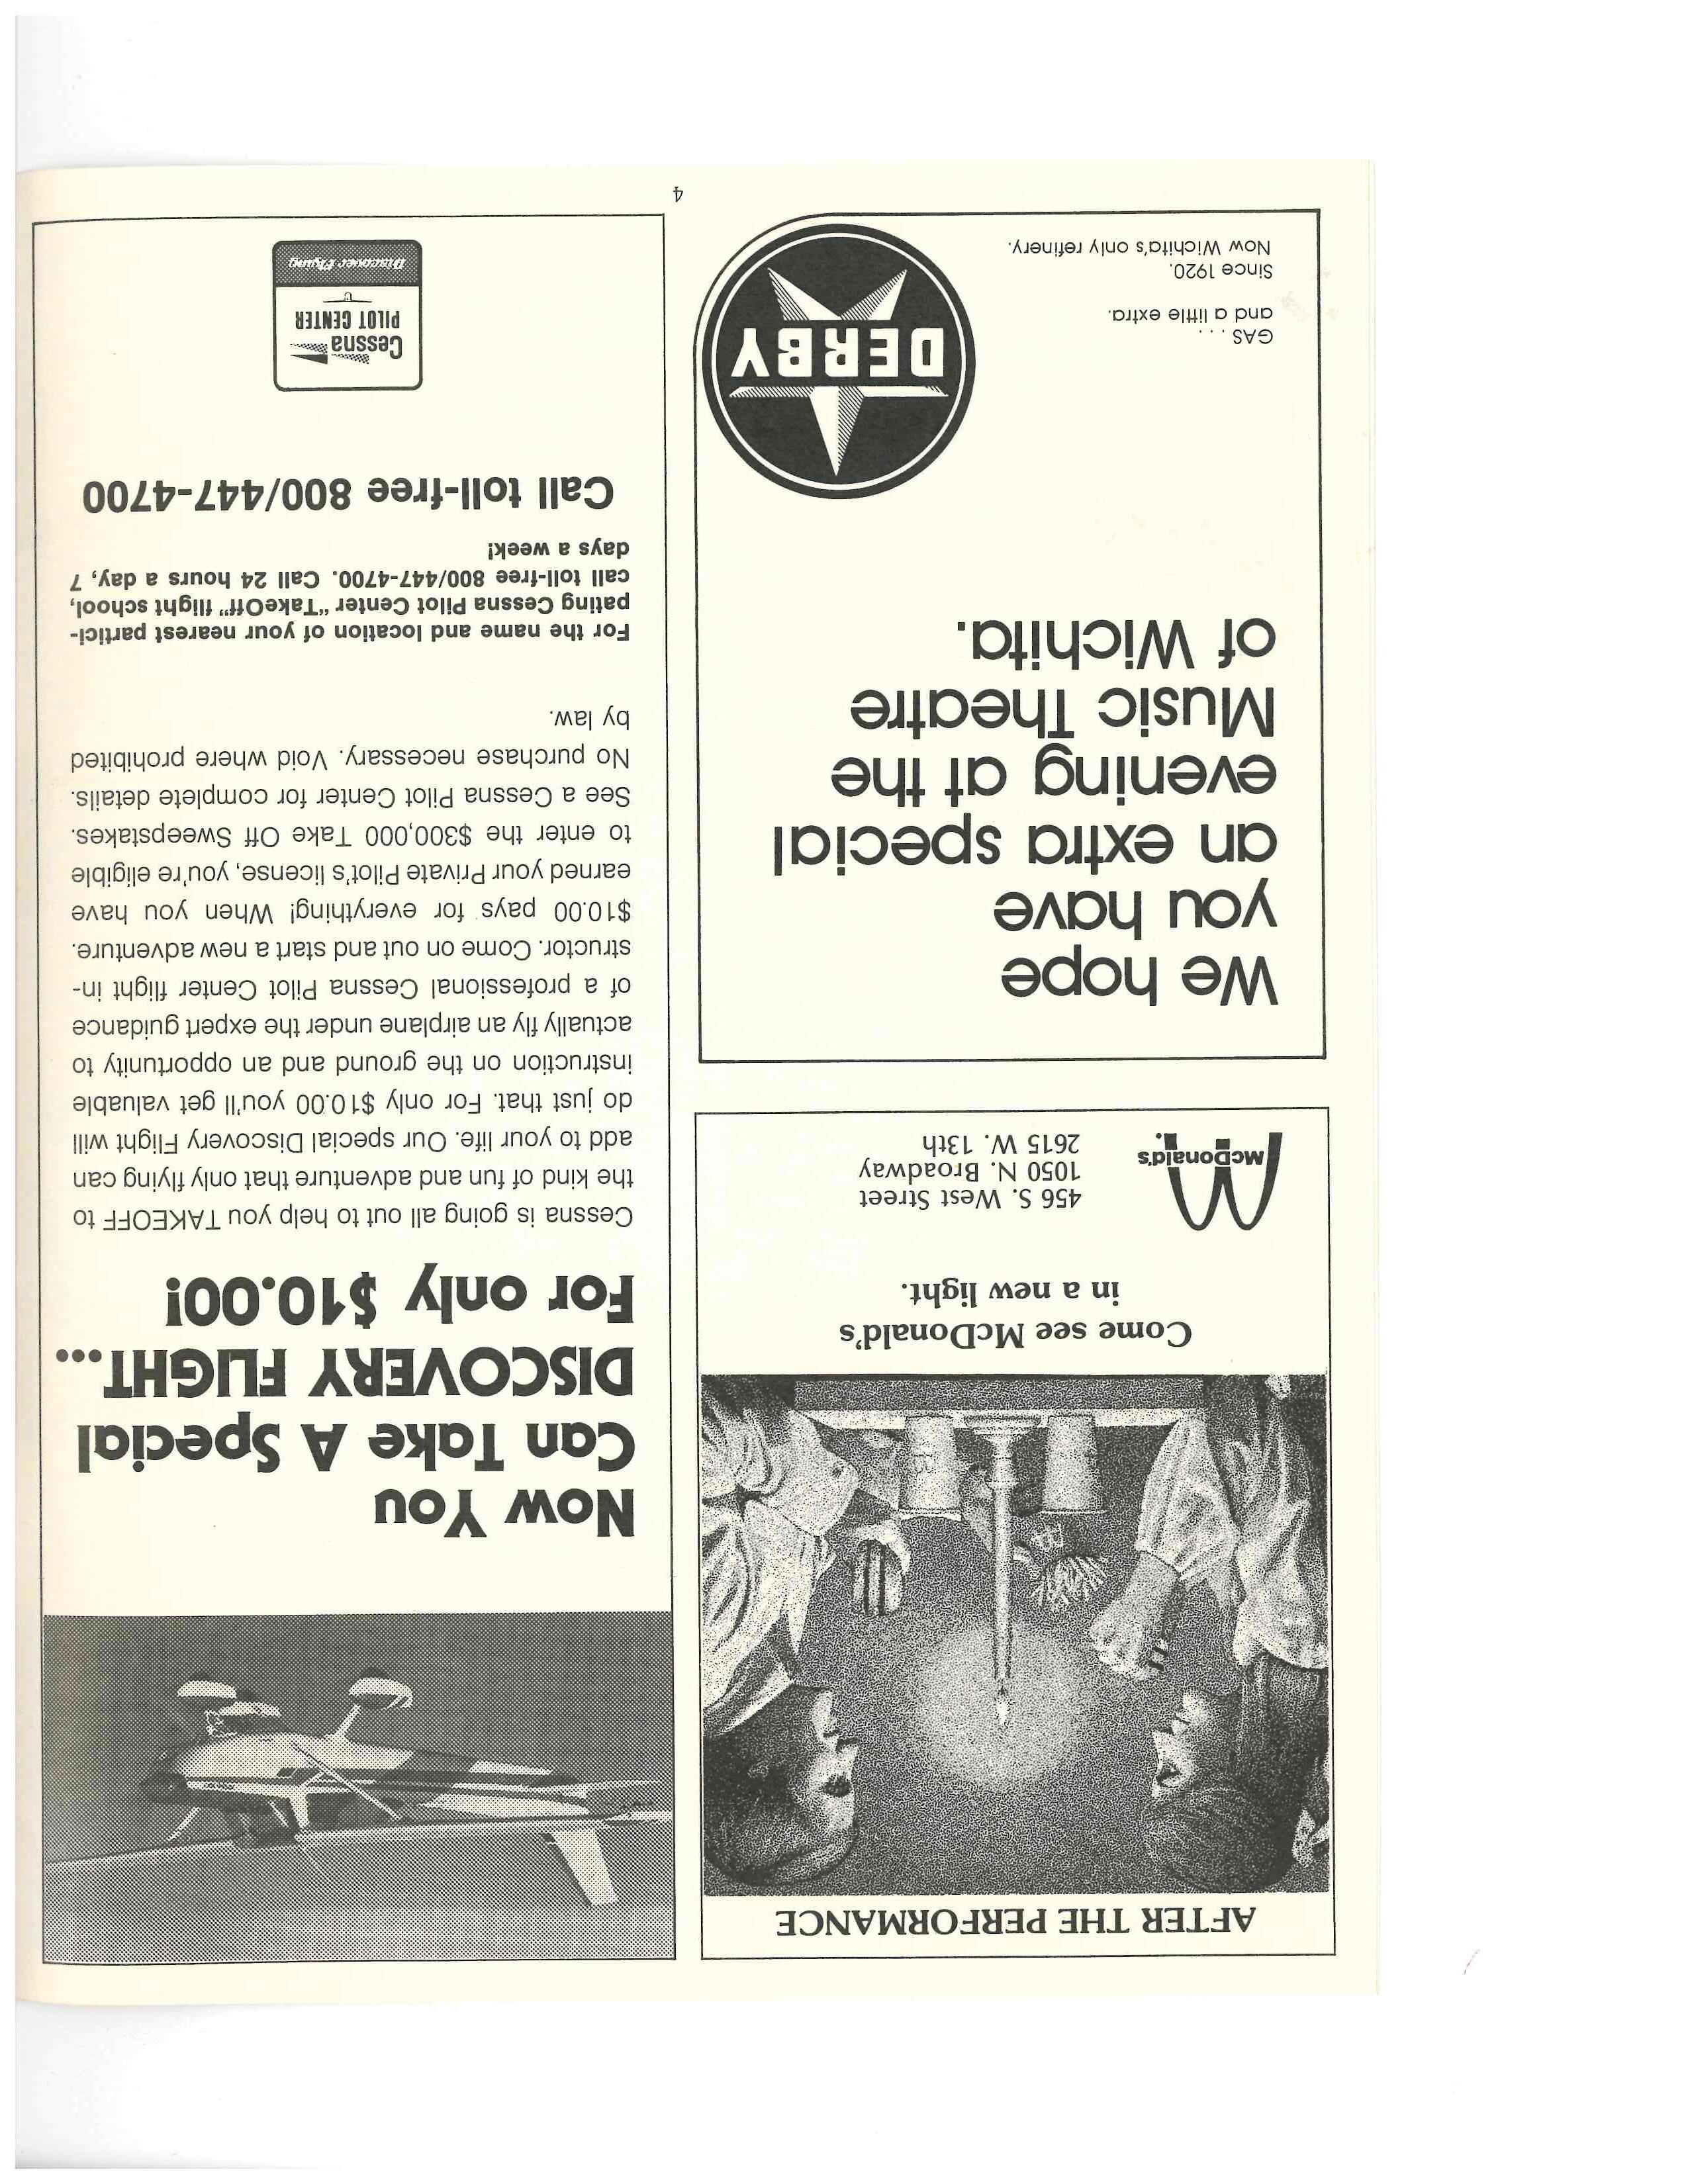 AFTER THE PERFORMANCE
Come see McDonald's
in a new light.
McDonald's.
456 S. West Street
1050 N. Broadway
2615 W. 13th
We hope
you have
an extra special
evening at the
Music Theatre
of Wichita.
GAS . . . .
and a little extra.
Since 1920.
Now Wichita's only refinery.
DERBY
Now You
Can Take A Special
DISCOVERY FLIGHT...
For only $10.00!
Cessna is going all out to help you TAKEOFF to
the kind of fun and adventure that only flying can
add to your life. Our special Discovery Flight will
do just that. For only $10.00 you'll get valuable
instruction on the ground and an opportunity to
actually fly an airplane under the expert guidance
of a professional Cessna Pilot Center flight in-
structor. Come on out and start a new adventure.
$10.00 pays for everything! When you have
earned your Private Pilot's license, you're eligible
to enter the $300,000 Take Off Sweepstakes.
See a Cessna Pilot Center for complete details.
No purchase necessary. Void where prohibited
by law.
For the name and location of your nearest partici-
pating Cessna Pilot Center "TakeOff" flight school,
call toll-free 800/447-4700. Call 24 hours a day, 7
days a week!
Call toll-free 800/447-4700
Cessna
PILOT CENTER
Discover Flying
4